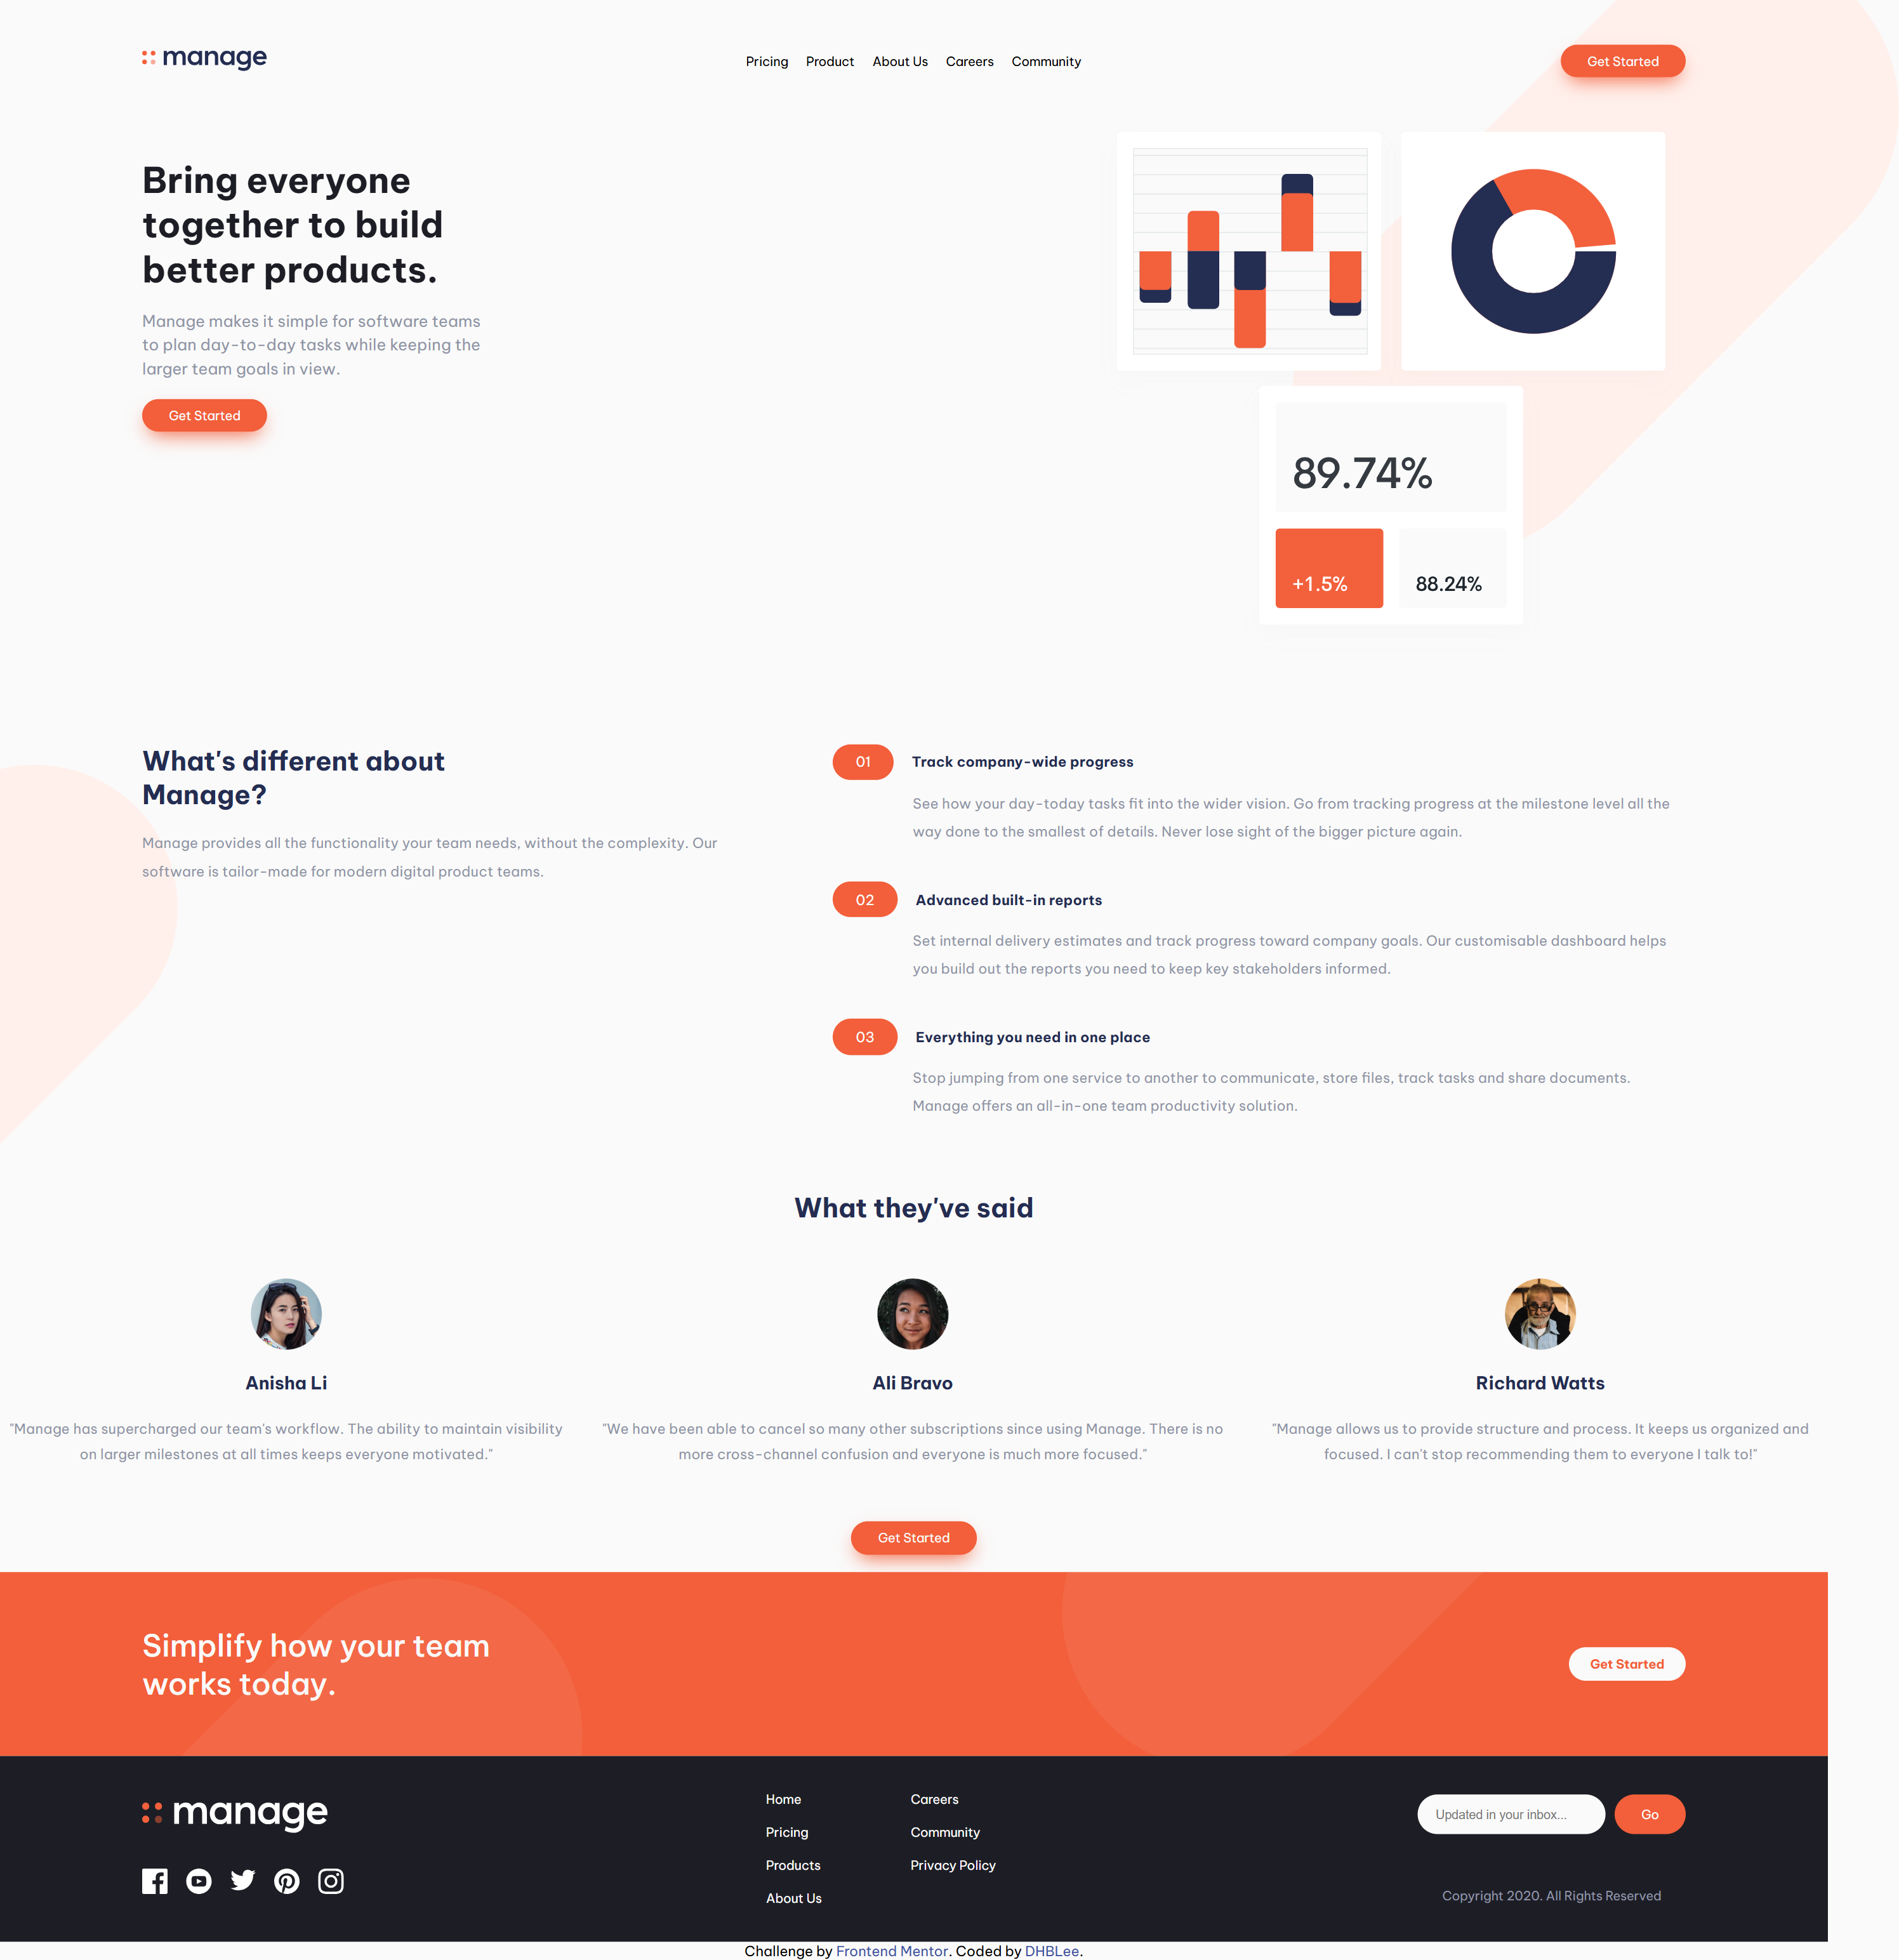 manage
Pricing Product About Us Careers Community
Get Started
Bring everyone
together to build
better products.
Manage makes it simple for software teams
to plan day-to-day tasks while keeping the
larger team goals in view.
Get Started
89.74%
+1.5%
88.24%
What's different about
Manage?
Manage provides all the functionality your team needs, without the complexity. Our
software is tailor-made for modern digital product teams.
01 Track company-wide progress
See how your day-today tasks fit into the wider vision. Go from tracking progress at the milestone level all the
way done to the smallest of details. Never lose sight of the bigger picture again.
02 Advanced built-in reports
Set internal delivery estimates and track progress toward company goals. Our customisable dashboard helps
you build out the reports you need to keep key stakeholders informed.
03 Everything you need in one place
Stop jumping from one service to another to communicate, store files, track tasks and share documents.
Manage offers an all-in-one team productivity solution.
What they've said
Anisha Li
"Manage has supercharged our team's workflow. The ability to maintain visibility
on larger milestones at all times keeps everyone motivated."
Ali Bravo
"We have been able to cancel so many other subscriptions since using Manage. There is no
more cross-channel confusion and everyone is much more focused."
Richard Watts
"Manage allows us to provide structure and process. It keeps us organized and
focused. I can't stop recommending them to everyone I talk to!"
Get Started
Simplify how your team
works today.
Get Started
manage
Home
Pricing
Products
About Us
Careers
Community
Privacy Policy
Updated in your inbox...
Go
Copyright 2020. All Rights Reserved
Challenge by Frontend Mentor. Coded by DHBLee.